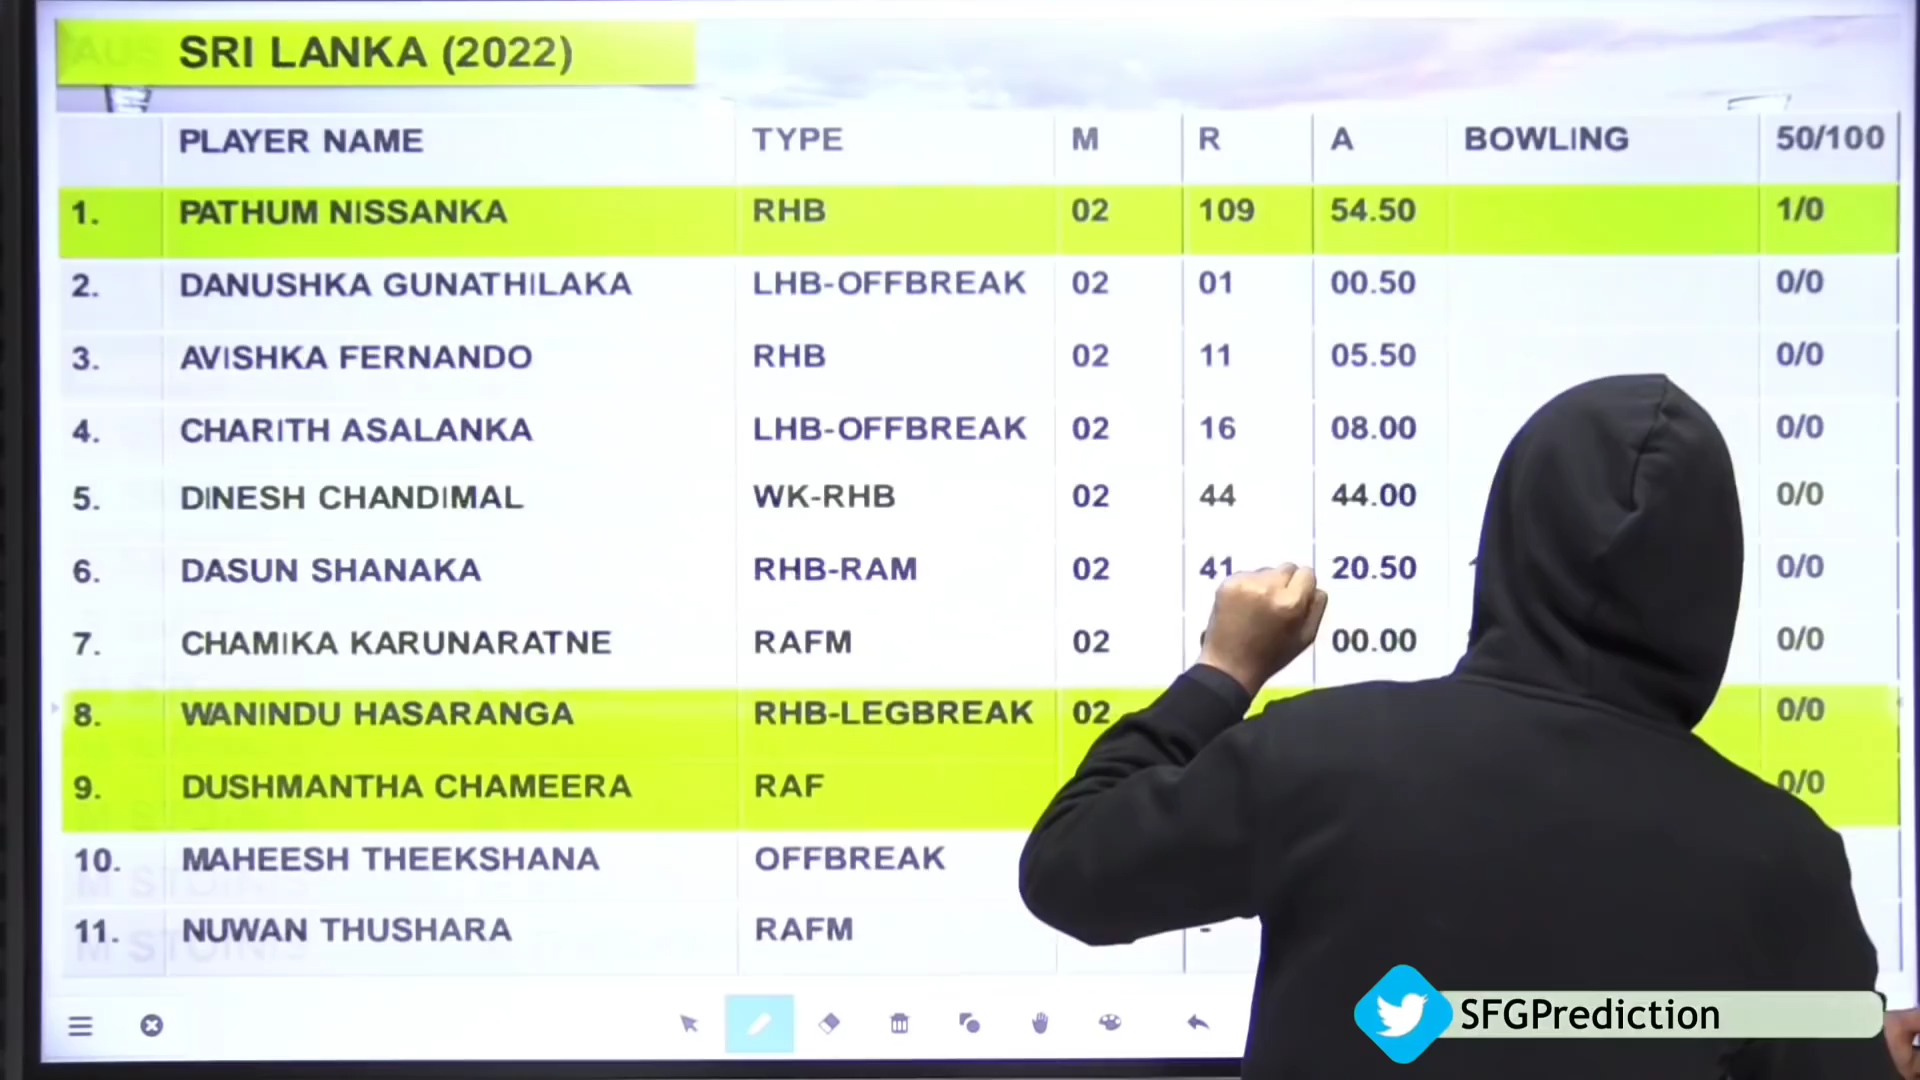 SRI LANKA (2022)
PLAYER NAME TYPE M R A BOWLING 50/100
1. PATHUM NISSANKA RHB 02 109 54.50 1/0
2. DANUSHKA GUNATHILAKA LHB-OFFBREAK 02 01 00.50 0/0
3. AVISHKA FERNANDO RHB 02 11 05.50 0/0
4. CHARITH ASALANKA LHB-OFFBREAK 02 16 08.00 0/0
5. DINESH CHANDIMAL WK-RHB 02 44 44.00 0/0
6. DASUN SHANAKA RHB-RAM 02 41 20.50 0/0
7. CHAMIKA KARUNARATNE RAFM 02 00.00 0/0
8. WANINDU HASARANGA RHB-LEGBREAK 02 0/0
9. DUSHMANTHA CHAMEERA RAF 0/0
10. MAHEESH THEEKSHANA OFFBREAK
11. NUWAN THUSHARA RAFM -
SFGPrediction